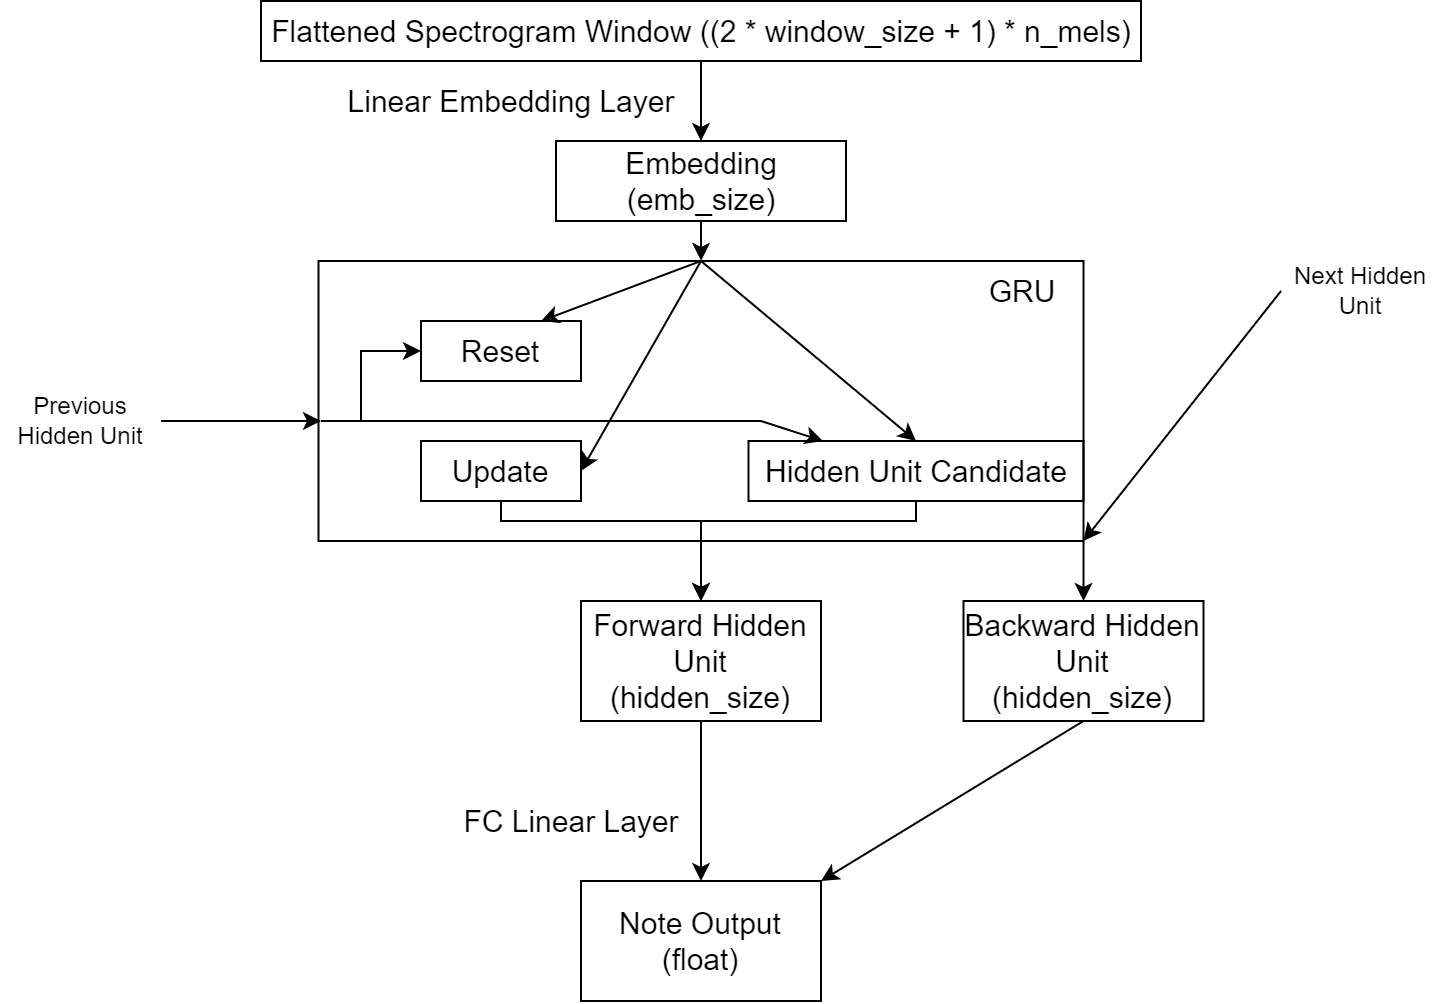 Flattened Spectrogram Window ((2 * window_size + 1) * n_mels)
Linear Embedding Layer
Embedding
(emb_size)
GRU
Next Hidden
Unit
Reset
Previous
Hidden Unit
Update
Hidden Unit Candidate
Forward Hidden
Unit
(hidden_size)
Backward Hidden
Unit
(hidden_size)
FC Linear Layer
Note Output
(float)